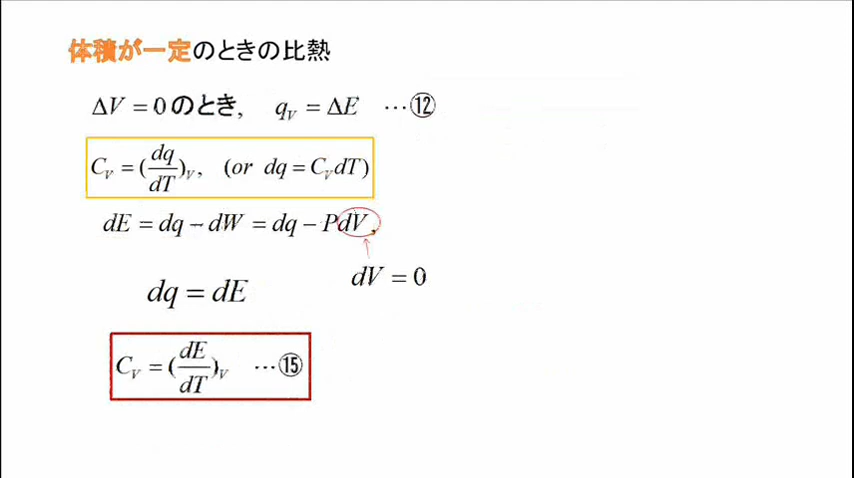 体積が一定のときの比熱
ΔV = 0 のとき, q_V = ΔE …⑫
C_V = (dq/dT)_V, (or dq = C_V dT)
dE = dq − dW = dq − PdV,
dV = 0
dq = dE
C_V = (dE/dT)_V …⑮